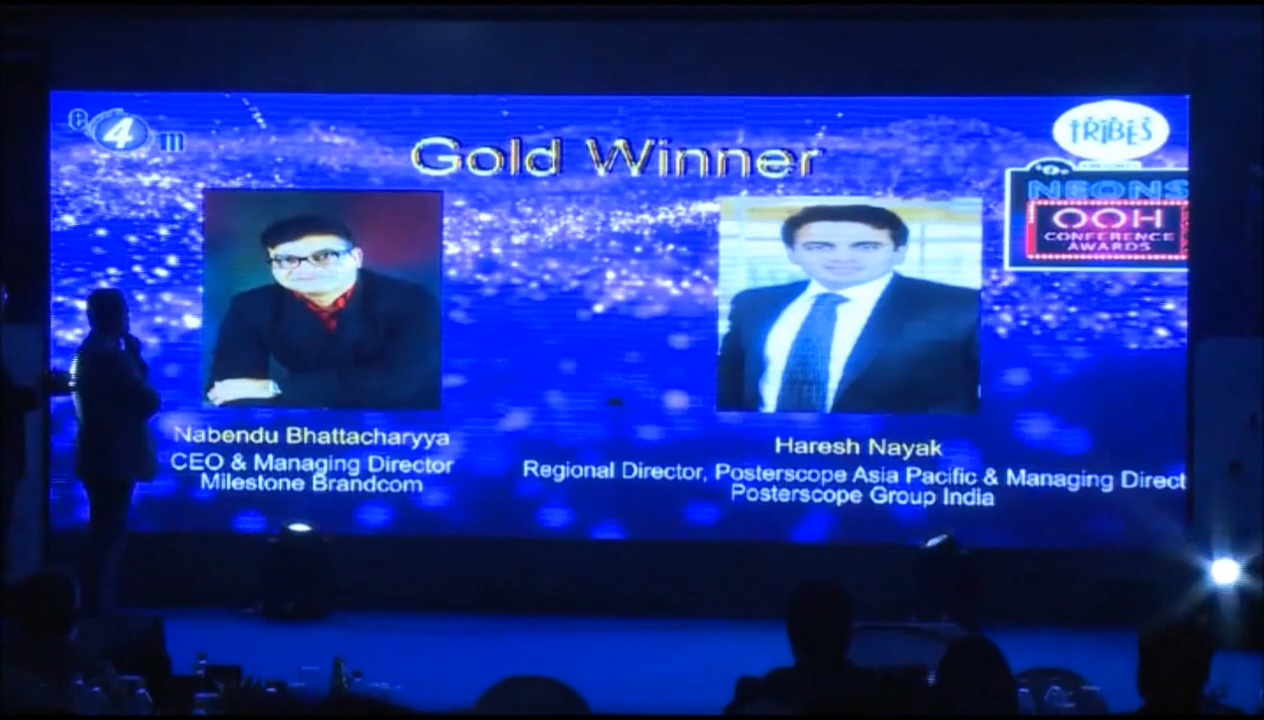 e4m
Gold Winner
TRIBES
NEONS
OOH
CONFERENCE
AWARDS
Nabendu Bhattacharyya
CEO & Managing Director
Milestone Brandcom
Haresh Nayak
Regional Director, Posterscope Asia Pacific & Managing Direct
Posterscope Group India